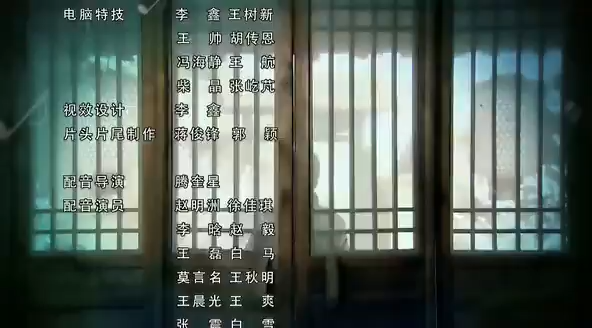 电脑特技 李 鑫 王树新
王 帅 胡传恩
冯海静 王 航
柴 晶 张屹芃
视效设计 李 鑫
片头片尾制作 蒋俊锋 郭 颖
配音导演 腾奎星
配音演员 赵明洲 徐佳琪
李 晗 赵 毅
王 磊 白 马
莫言名 王秋明
王晨光 王 爽
张 震 白 雪